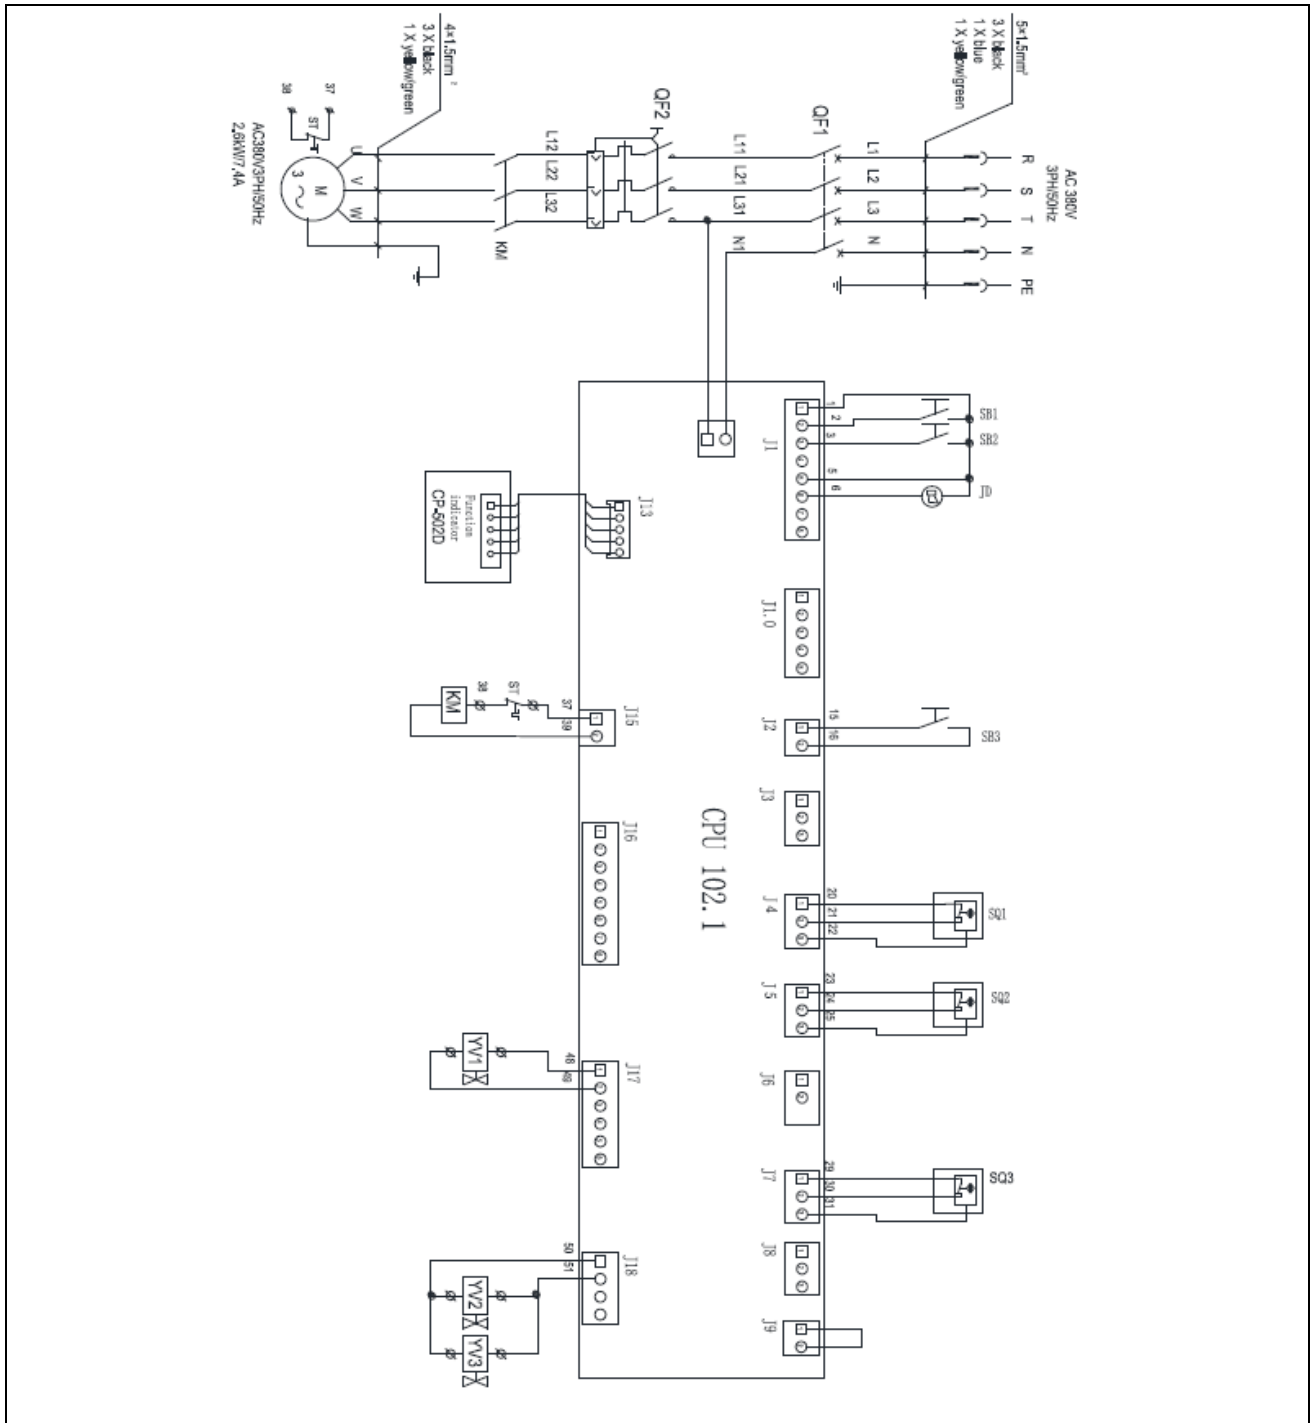 4×1.5mm²
3 X black
1 X yellow/green
5×1.5mm²
3 X black
1 X blue
1 X yellow/green
AC 380V
3PH/50Hz
R
S
T
N
PE
L1
L2
L3
N
QF1
L11
L21
L31
N1
QF2
L12
L22
L32
KM
U
V
W
M
3
37
38
ST
AC380V3PH/50Hz
2.6kW/7.4A
J1
1
2
3
5
6
SB1
SB2
JD
J13
Function
indicator
CP-502D
J1.0
J15
37
39
ST
38
KM
J2
15
16
SB3
J3
CPU 102.1
J16
J4
20
21
22
SQ1
J5
23
24
25
SQ2
J17
48
49
YV1
J6
J7
29
30
31
SQ3
J18
50
51
YV2
YV3
J8
J9